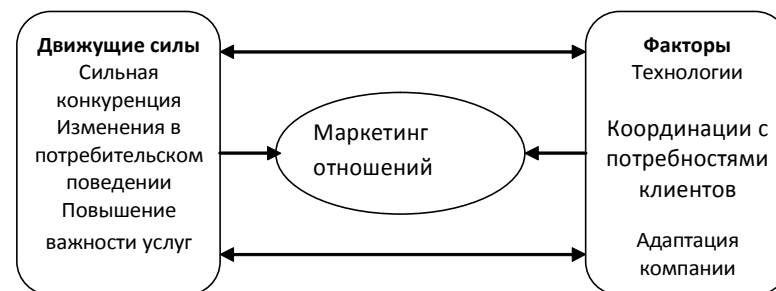 Движущие силы
Сильная
конкуренция
Изменения в
потребительском
поведении
Повышение
важности услуг
Маркетинг
отношений
Факторы
Технологии
Координации с
потребностями
клиентов
Адаптация
компании